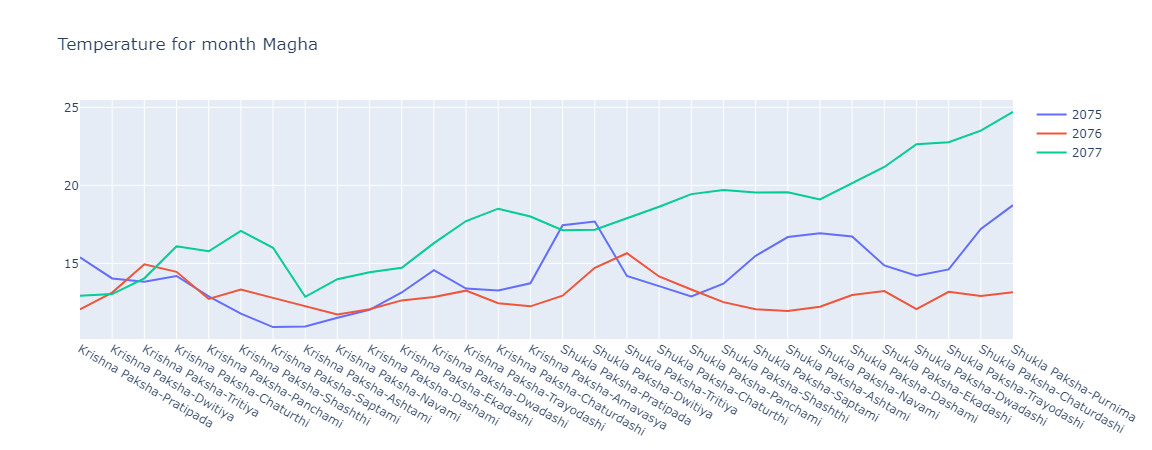 Temperature for month Magha
25
20
15
2075
2076
2077
Krishna Paksha-Pratipada
Krishna Paksha-Dwitiya
Krishna Paksha-Tritiya
Krishna Paksha-Chaturthi
Krishna Paksha-Panchami
Krishna Paksha-Shashthi
Krishna Paksha-Saptami
Krishna Paksha-Ashtami
Krishna Paksha-Navami
Krishna Paksha-Dashami
Krishna Paksha-Ekadashi
Krishna Paksha-Dwadashi
Krishna Paksha-Trayodashi
Krishna Paksha-Chaturdashi
Krishna Paksha-Amavasya
Shukla Paksha-Pratipada
Shukla Paksha-Dwitiya
Shukla Paksha-Tritiya
Shukla Paksha-Chaturthi
Shukla Paksha-Panchami
Shukla Paksha-Shashthi
Shukla Paksha-Saptami
Shukla Paksha-Ashtami
Shukla Paksha-Navami
Shukla Paksha-Dashami
Shukla Paksha-Ekadashi
Shukla Paksha-Dwadashi
Shukla Paksha-Trayodashi
Shukla Paksha-Chaturdashi
Shukla Paksha-Purnima